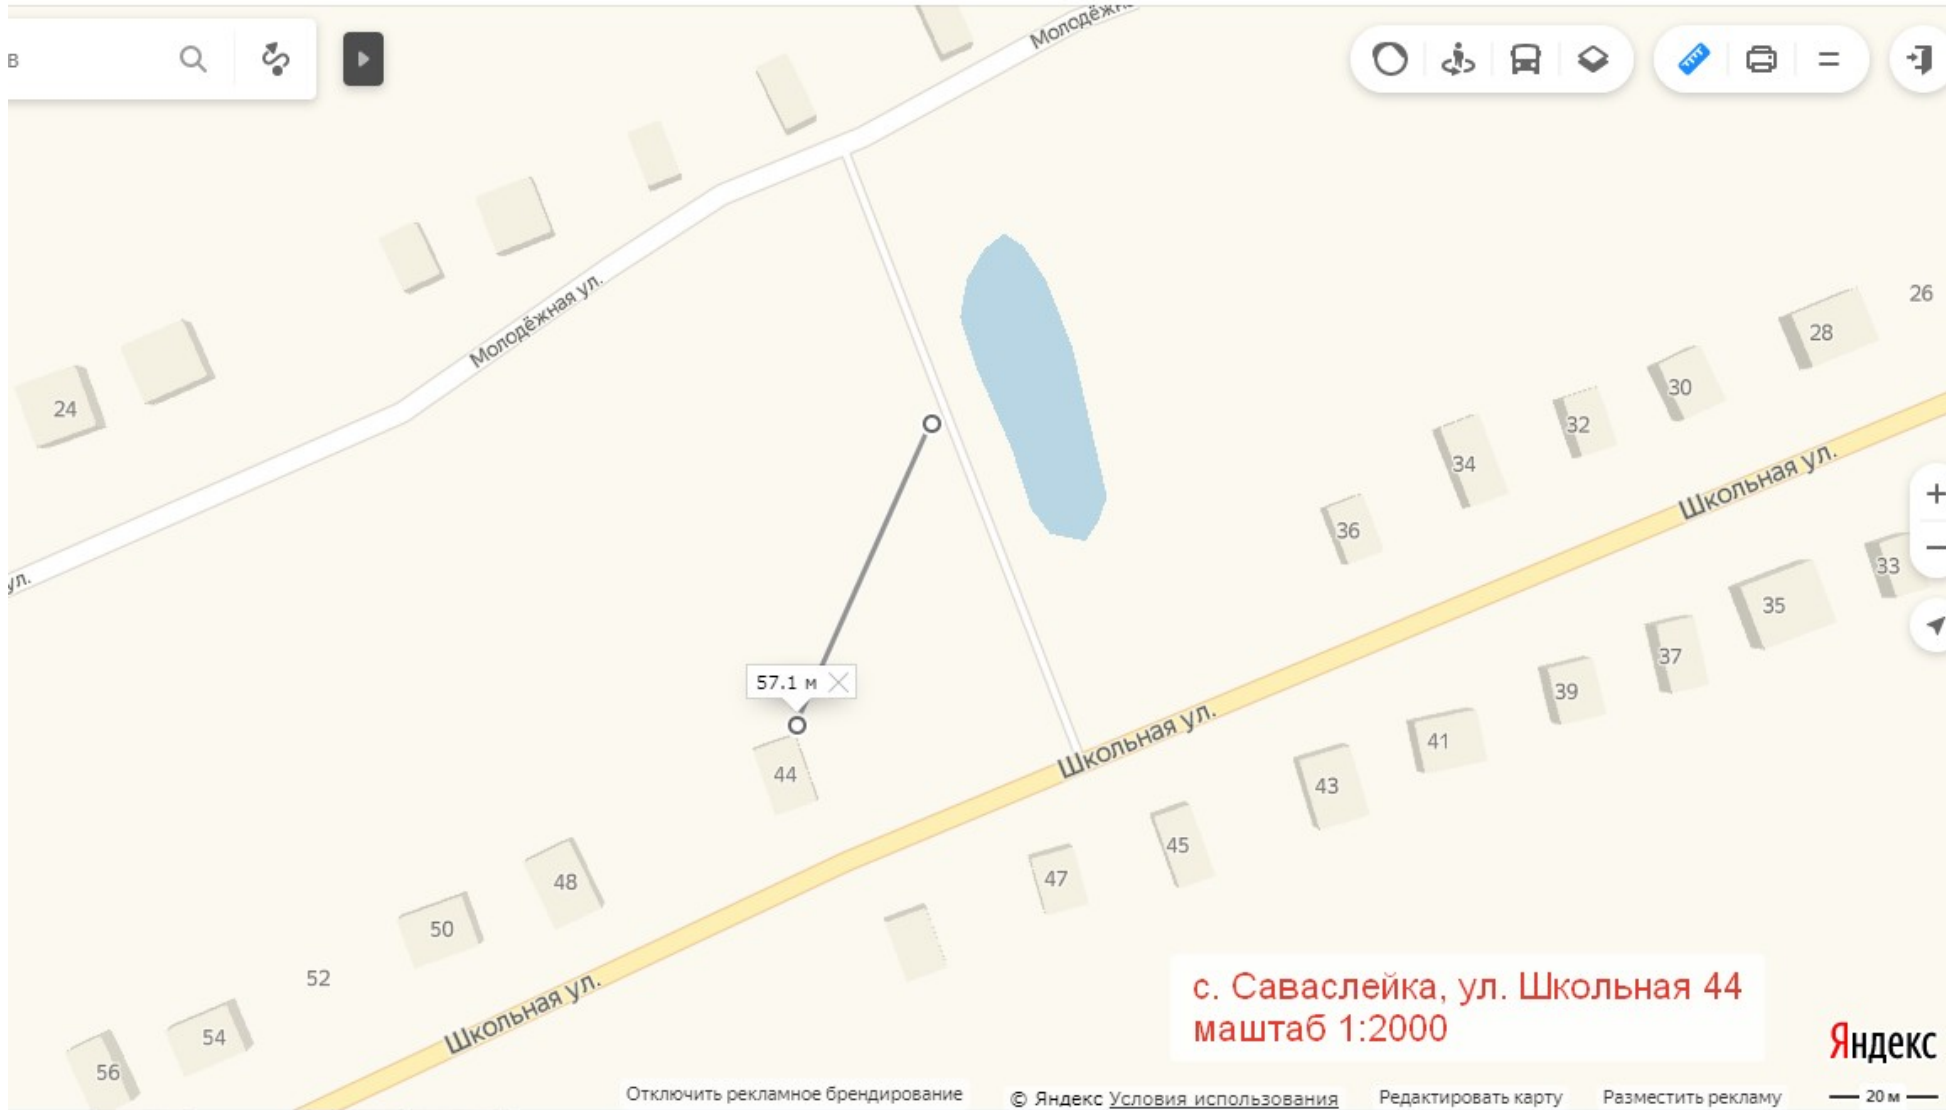 в
Молодёжн
26
28
Молодёжная ул.
30
24
32
34
Школьная ул.
36
33
ул.
35
37
57.1 м
39
Школьная ул.
41
44
43
45
48
47
50
52
Школьная ул.
с. Саваслейка, ул. Школьная 44
маштаб 1:2000
54
56
Яндекс
Отключить рекламное брендирование
© Яндекс Условия использования
Редактировать карту
Разместить рекламу
20 м